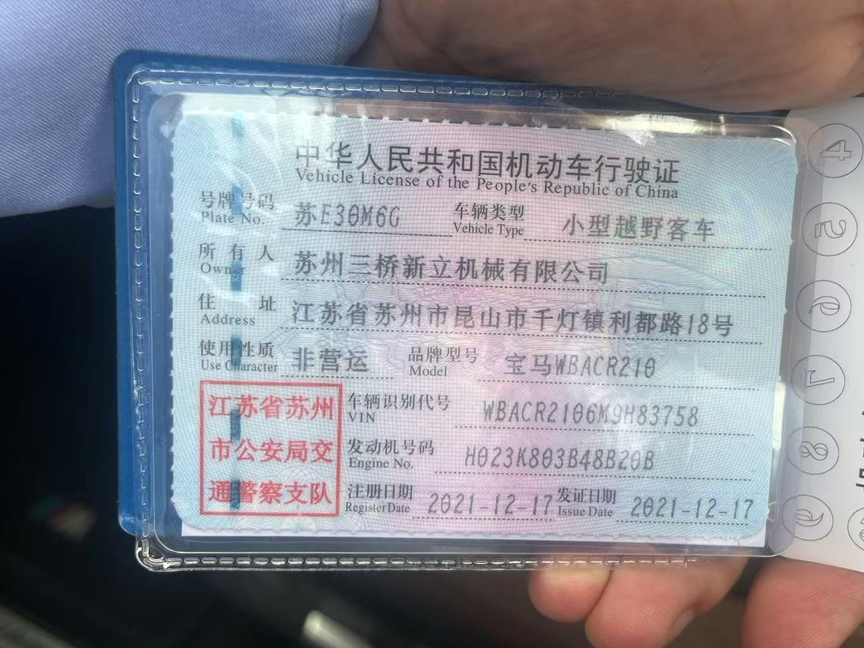 中华人民共和国机动车行驶证
Vehicle License of the People's Republic of China
号牌号码 苏E30M6G 车辆类型 小型越野客车
Plate No. Vehicle Type
所有人 苏州三桥新立机械有限公司
Owner
住址 江苏省苏州市昆山市千灯镇利都路18号
Address
使用性质 非营运 品牌型号 宝马WBACR210
Use Character Model
江苏省苏州 车辆识别代号 WBACR2106M9H83758
VIN
市公安局交 发动机号码 H023K803B48B20B
Engine No.
通警察支队 注册日期 2021-12-17 发证日期 2021-12-17
Register Date Issue Date